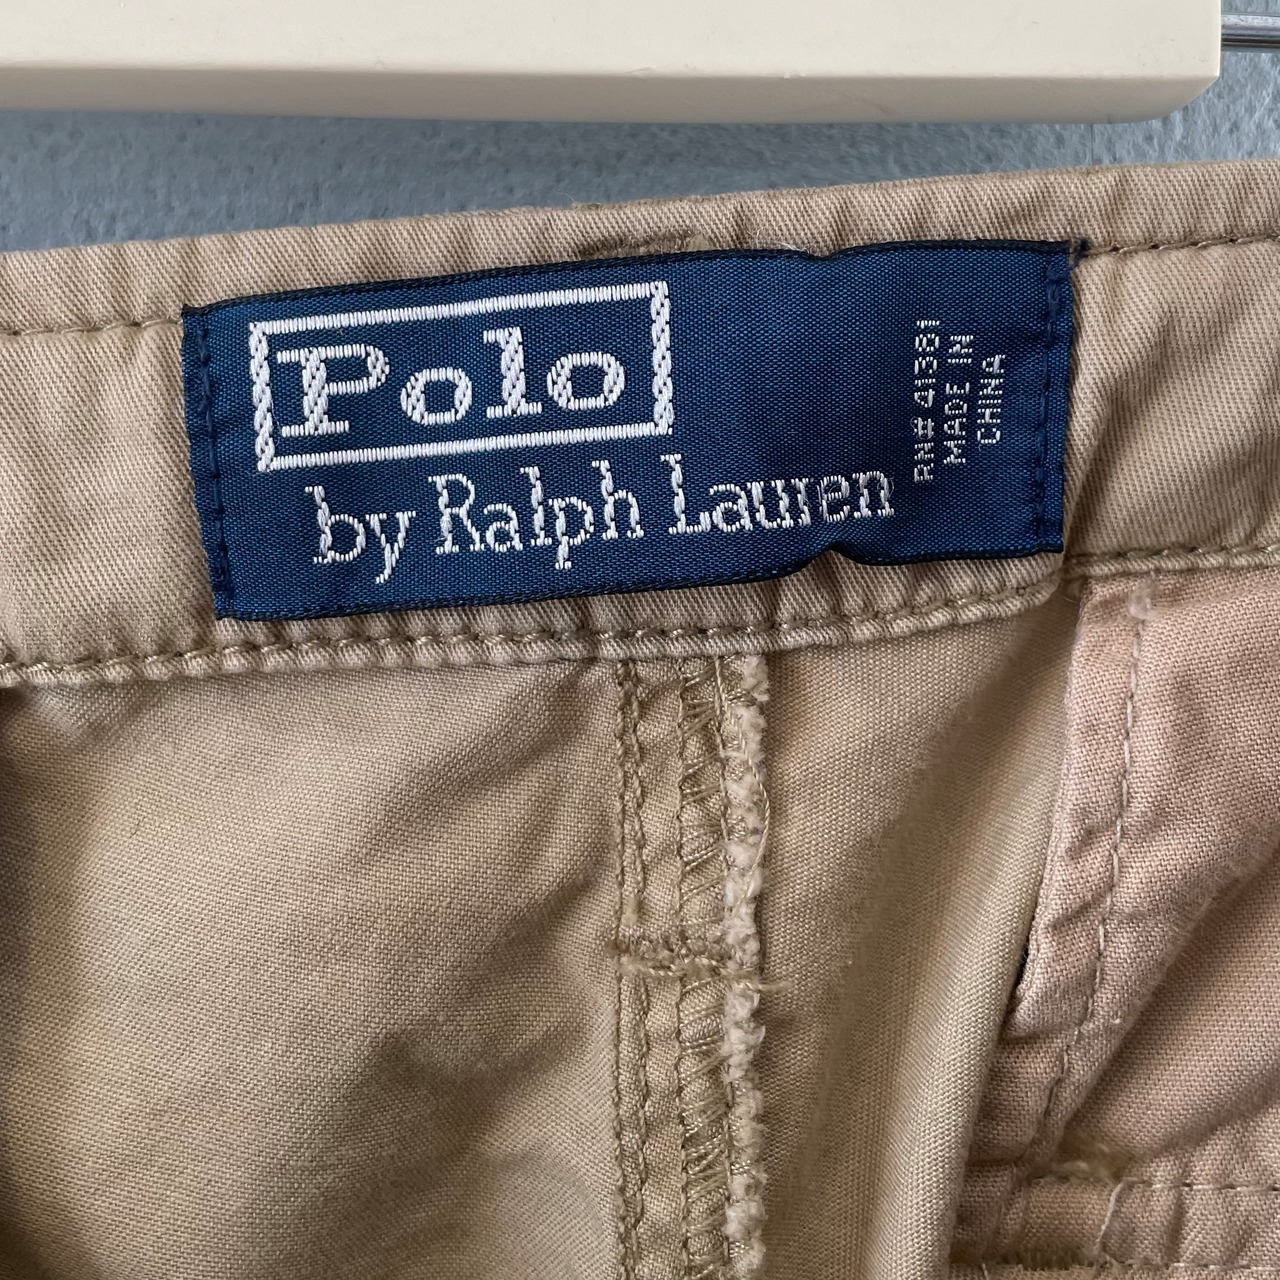 Polo
by Ralph Lauren
RN# 41381
MADE IN
CHINA